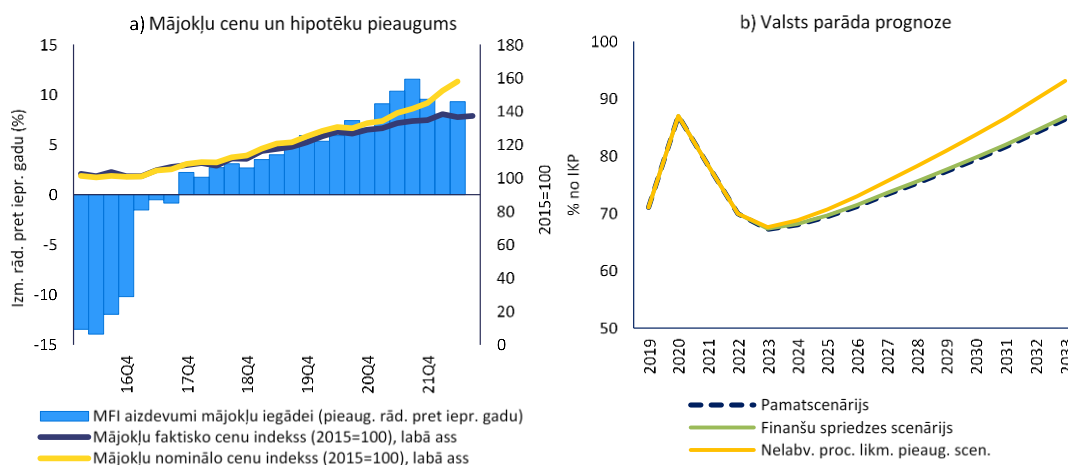 a) Mājokļu cenu un hipotēku pieaugums
Izm. rād. pret iepr. gadu (%)
15
10
5
0
-5
-10
-15
180
160
140
120
100
80
60
40
20
0
2015=100
16Q4
17Q4
18Q4
19Q4
20Q4
21Q4
MFI aizdevumi mājokļu iegādei (pieaug. rād. pret iepr. gadu)
Mājokļu faktisko cenu indekss (2015=100), labā ass
Mājokļu nominālo cenu indekss (2015=100), labā ass
b) Valsts parāda prognoze
% no IKP
100
90
80
70
60
50
2019
2020
2021
2022
2023
2024
2025
2026
2027
2028
2029
2030
2031
2032
2033
Pamatscenārijs
Finanšu spriedzes scenārijs
Nelabv. proc. likm. pieaug. scen.